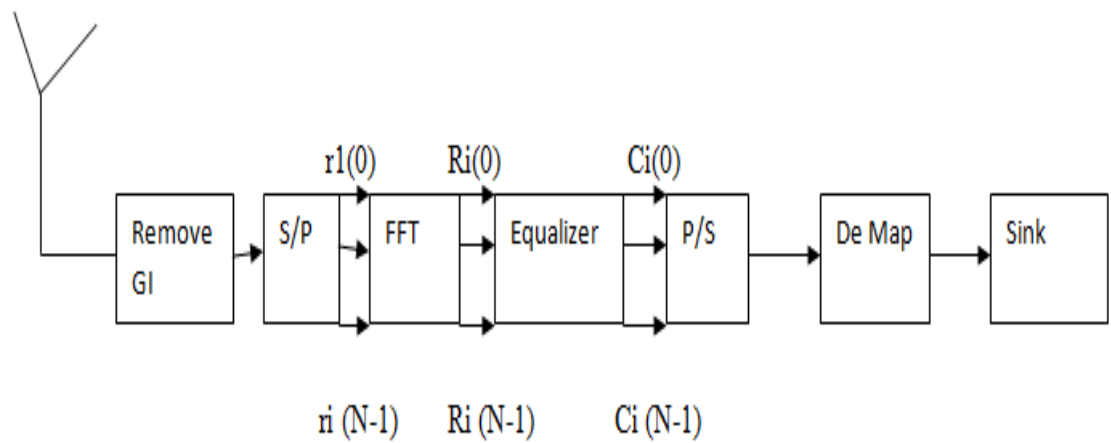 r1(0) Ri(0) Ci(0)
Remove
GI
S/P
FFT
Equalizer
P/S
De Map
Sink
ri (N-1) Ri (N-1) Ci (N-1)